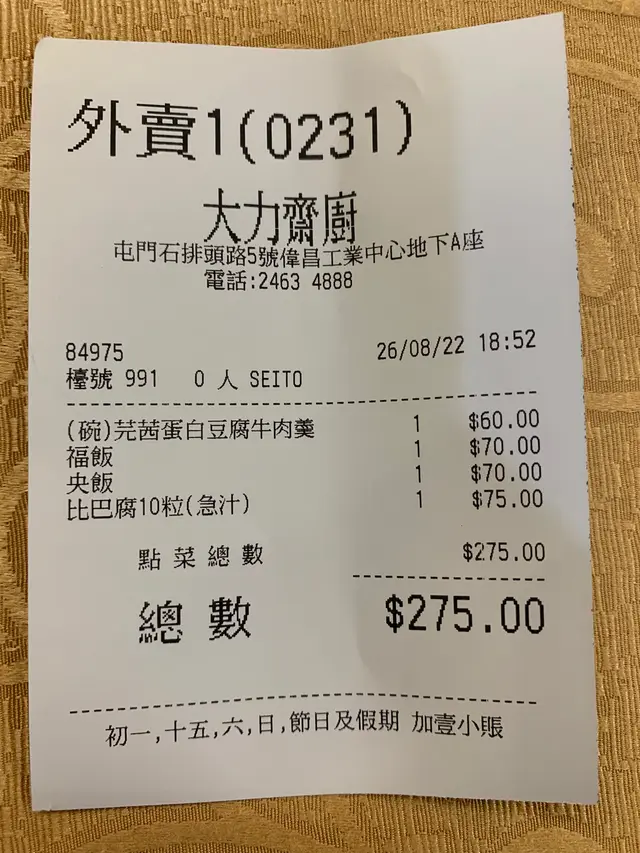 外賣1(0231)
大力齋廚
屯門石排頭路5號偉昌工業中心地下A座
電話:2463 4888
84975 26/08/22 18:52
檯號 991 0 人 SEITO
(碗)芫茜蛋白豆腐牛肉羹 1 $60.00
福飯 1 $70.00
央飯 1 $70.00
比巴腐10粒(急汁) 1 $75.00
點菜總數 $275.00
總數 $275.00
初一,十五,六,日,節日及假期 加壹小賬